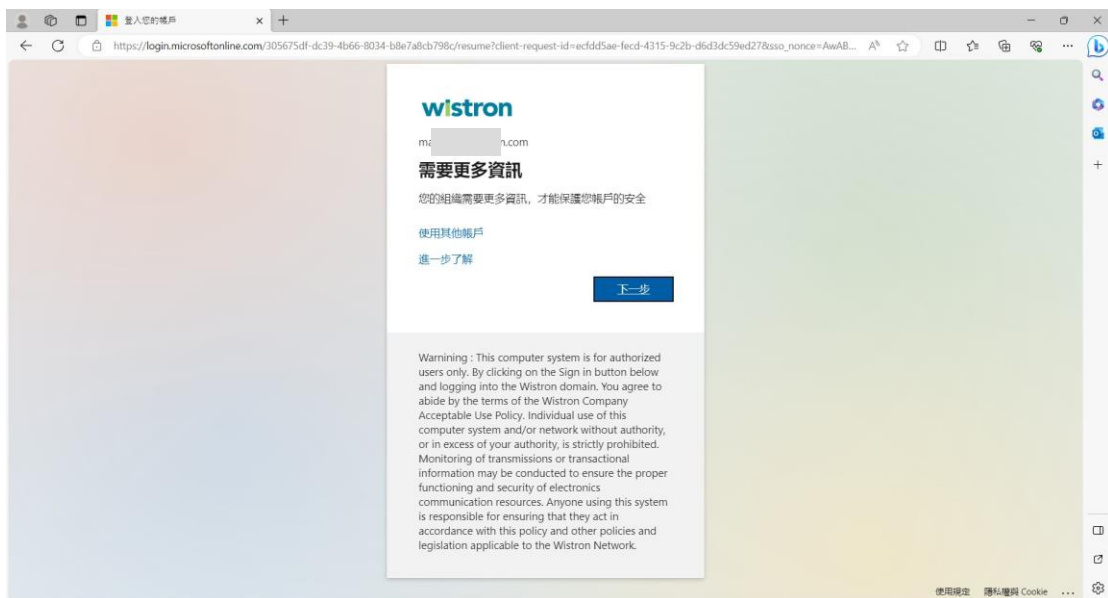 登入您的帳戶
https://login.microsoftonline.com/305675df-dc39-4b66-8034-b8e7a8cb798c/resume?client-request-id=ecfdd5ae-fecd-4315-9c2b-d6d3dc59ed27&sso_nonce=AwAB...
wistron
ma h.com
需要更多資訊
您的組織需要更多資訊，才能保護您帳戶的安全
使用其他帳戶
進一步了解
下一步
Warnining : This computer system is for authorized
users only. By clicking on the Sign in button below
and logging into the Wistron domain. You agree to
abide by the terms of the Wistron Company
Acceptable Use Policy. Individual use of this
computer system and/or network without authority,
or in excess of your authority, is strictly prohibited.
Monitoring of transmissions or transactional
information may be conducted to ensure the proper
functioning and security of electronics
communication resources. Anyone using this system
is responsible for ensuring that they act in
accordance with this policy and other policies and
legislation applicable to the Wistron Network.
使用規定 隱私權與 Cookie ...